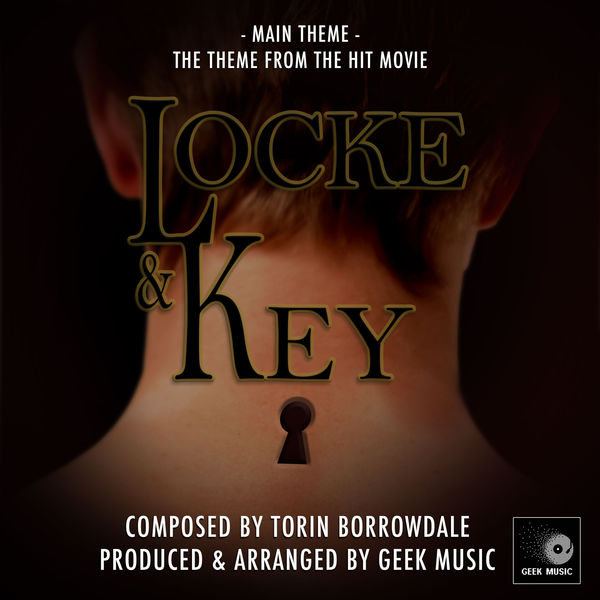 - MAIN THEME -
THE THEME FROM THE HIT MOVIE
LOCKE
& KEY
COMPOSED BY TORIN BORROWDALE
PRODUCED & ARRANGED BY GEEK MUSIC
GEEK MUSIC